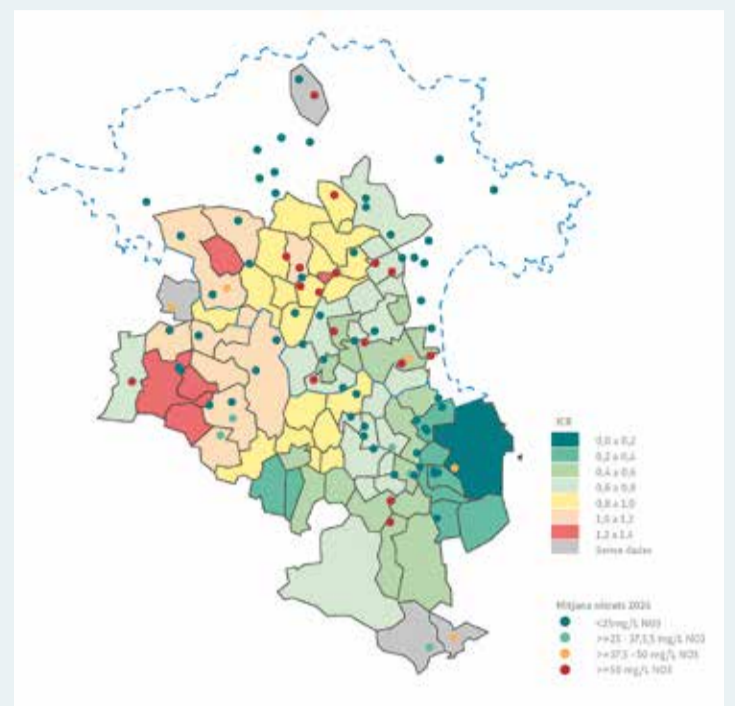 ICB
0,0 a 0,2
0,2 a 0,4
0,4 a 0,6
0,6 a 0,8
0,8 a 1,0
1,0 a 1,2
1,2 a 1,4
Sense dades
Mitjana nitrats 2025
<25mg/L NO3
>=25 - 37,5 mg/L NO3
>=37,5 -50 mg/L NO3
>=50 mg/L NO3